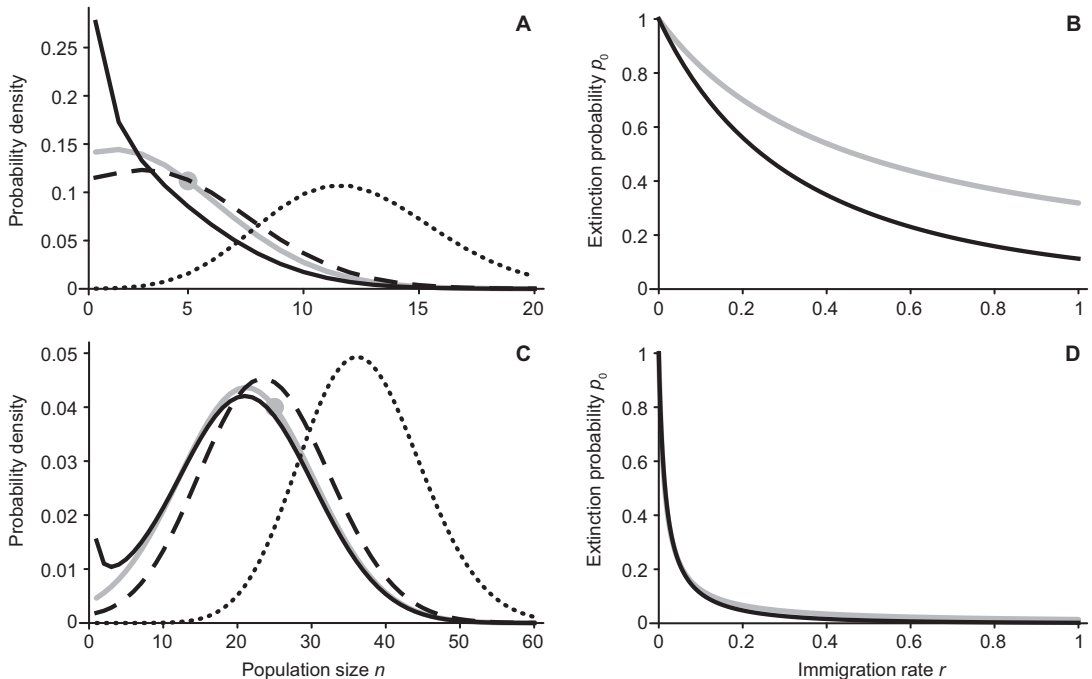 A
Probability density
0.25
0.2
0.15
0.1
0.05
0
0 5 10 15 20
B
Extinction probability p0
1
0.8
0.6
0.4
0.2
0
0 0.2 0.4 0.6 0.8 1
C
Probability density
0.05
0.04
0.03
0.02
0.01
0
0 10 20 30 40 50 60
Population size n
D
Extinction probability p0
1
0.8
0.6
0.4
0.2
0
0 0.2 0.4 0.6 0.8 1
Immigration rate r